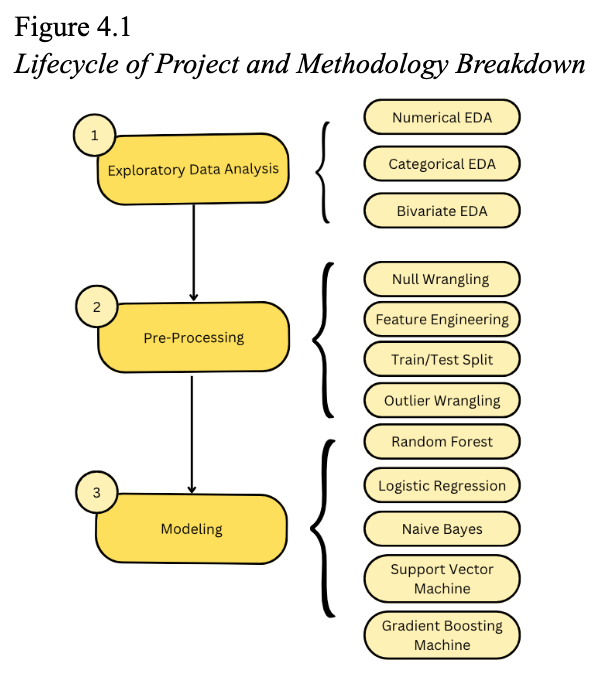 Figure 4.1
Lifecycle of Project and Methodology Breakdown
1
Exploratory Data Analysis
Numerical EDA
Categorical EDA
Bivariate EDA
2
Pre-Processing
Null Wrangling
Feature Engineering
Train/Test Split
Outlier Wrangling
3
Modeling
Random Forest
Logistic Regression
Naive Bayes
Support Vector
Machine
Gradient Boosting
Machine